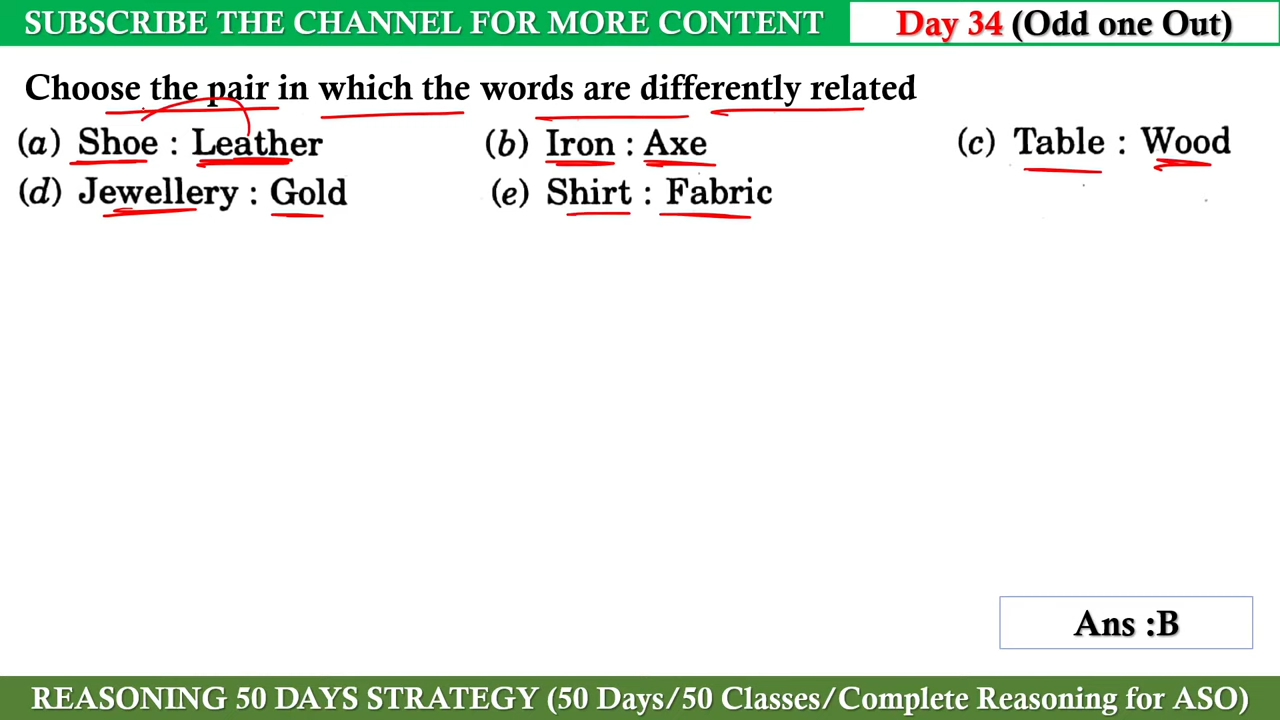 SUBSCRIBE THE CHANNEL FOR MORE CONTENT
Day 34 (Odd one Out)
Choose the pair in which the words are differently related
(a) Shoe : Leather (b) Iron : Axe (c) Table : Wood
(d) Jewellery : Gold (e) Shirt : Fabric
Ans :B
REASONING 50 DAYS STRATEGY (50 Days/50 Classes/Complete Reasoning for ASO)